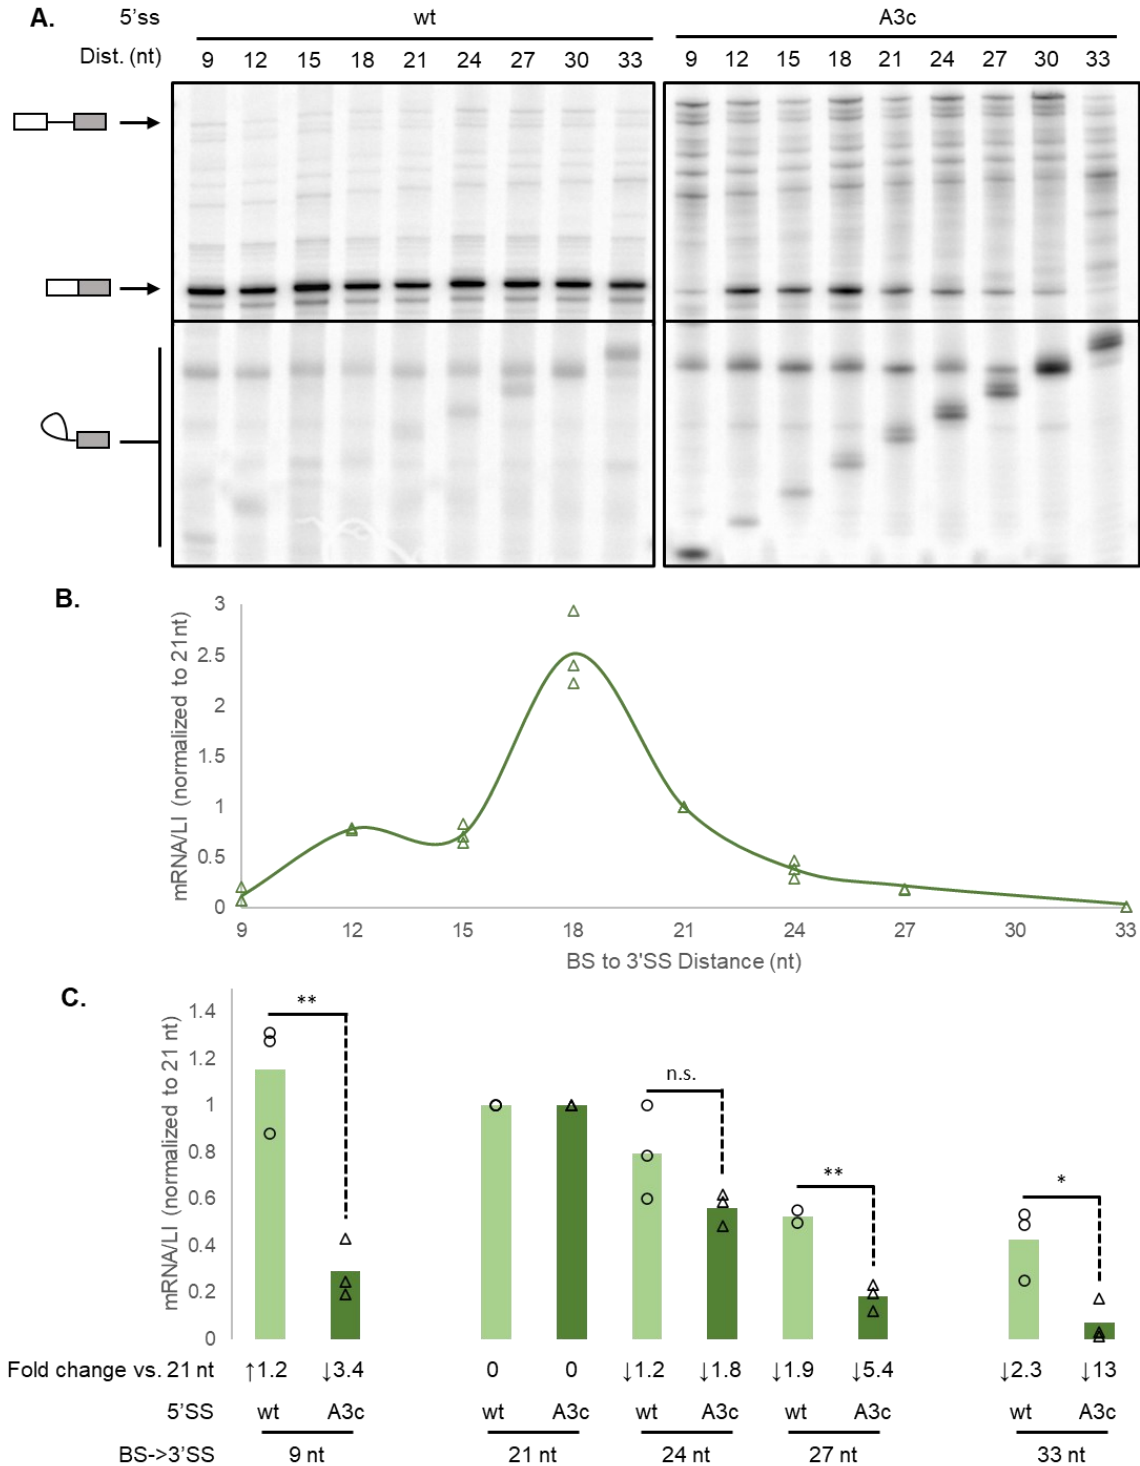 A.
5'ss wt A3c
Dist. (nt) 9 12 15 18 21 24 27 30 33 9 12 15 18 21 24 27 30 33
B.
mRNA/LI (normalized to 21nt)
3
2.5
2
1.5
1
0.5
0
9 12 15 18 21 24 27 30 33
BS to 3'SS Distance (nt)
C.
mRNA/LI (normalized to 21 nt)
1.4
1.2
1
0.8
0.6
0.4
0.2
0
**
n.s.
**
*
Fold change vs. 21 nt ↑1.2 ↓3.4 0 0 ↓1.2 ↓1.8 ↓1.9 ↓5.4 ↓2.3 ↓13
5'SS wt A3c wt A3c wt A3c wt A3c wt A3c
BS->3'SS 9 nt 21 nt 24 nt 27 nt 33 nt